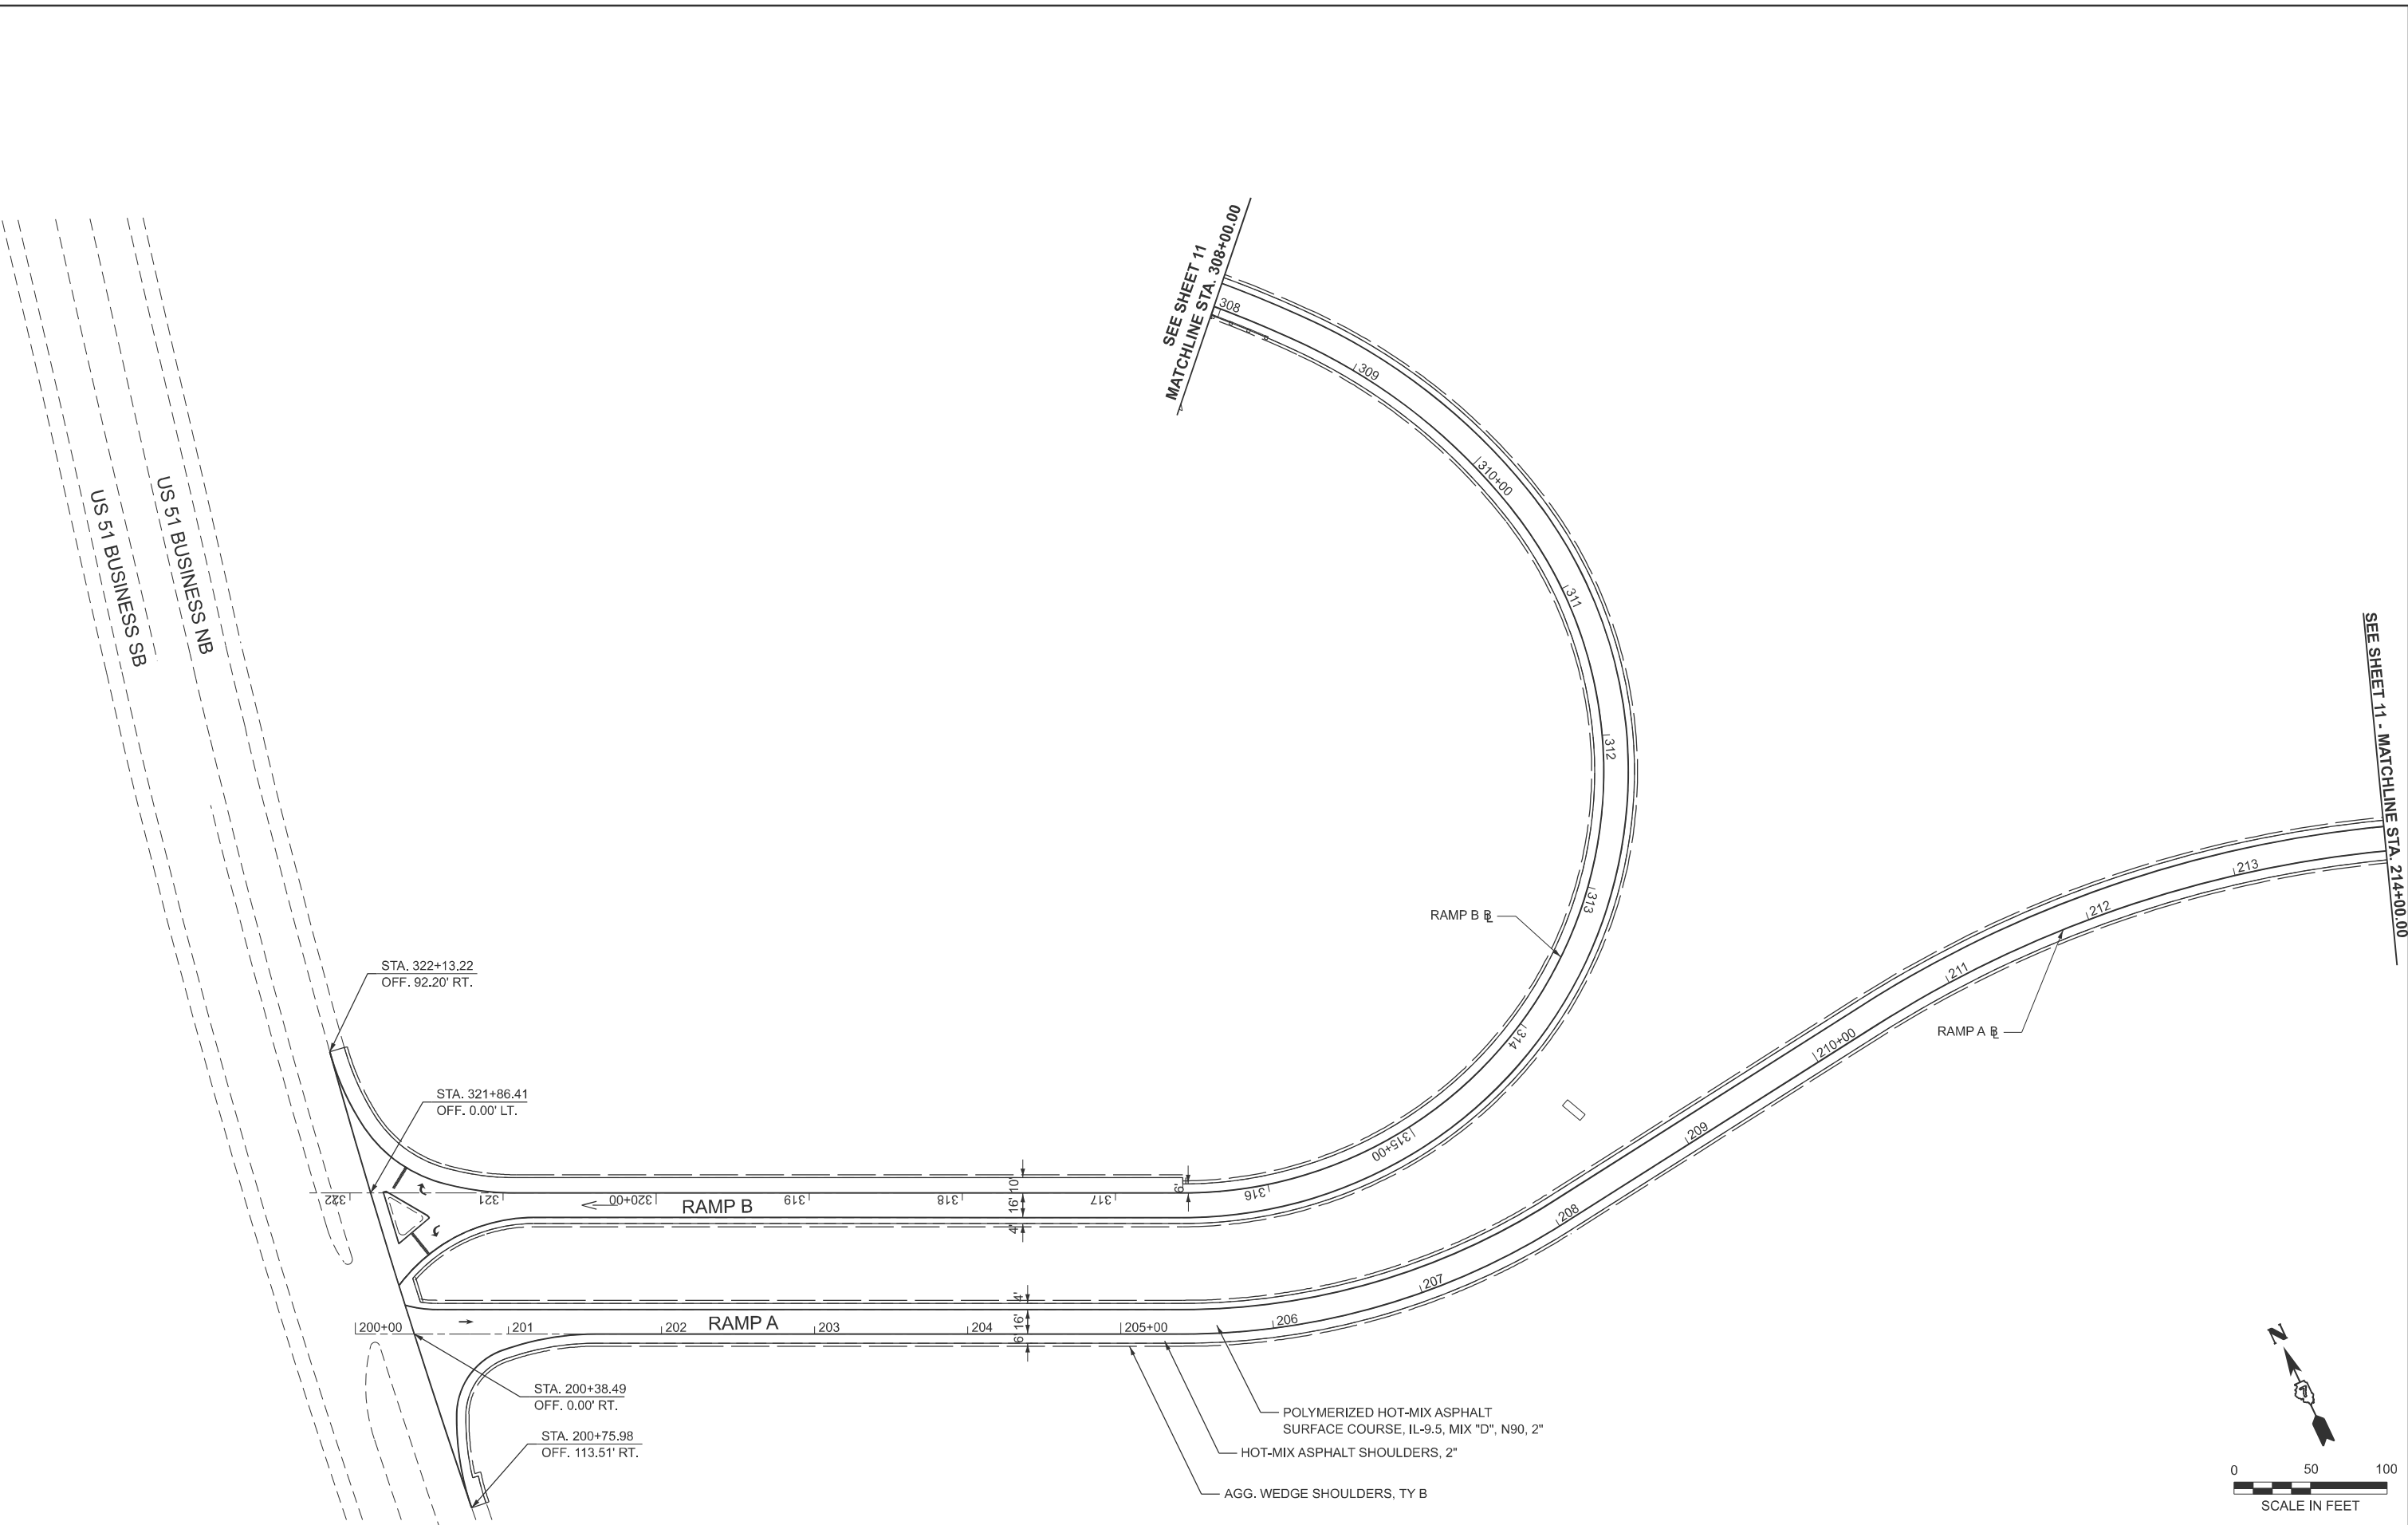 SEE SHEET 11
MATCHLINE STA. 308+00.00
308
309
310+00
311
312
313
314
315+00
316
317
318
319
320+00
321
322
US 51 BUSINESS SB
US 51 BUSINESS NB
SEE SHEET 11 - MATCHLINE STA. 214+00.00
213
212
211
210+00
209
208
207
206
205+00
204
203
202
201
200+00
RAMP B ℄
RAMP A ℄
STA. 322+13.22
OFF. 92.20' RT.
STA. 321+86.41
OFF. 0.00' LT.
RAMP B
10'
16'
4'
6'
RAMP A
4'
16'
6'
STA. 200+38.49
OFF. 0.00' RT.
STA. 200+75.98
OFF. 113.51' RT.
POLYMERIZED HOT-MIX ASPHALT
SURFACE COURSE, IL-9.5, MIX "D", N90, 2"
HOT-MIX ASPHALT SHOULDERS, 2"
AGG. WEDGE SHOULDERS, TY B
N
0 50 100
SCALE IN FEET